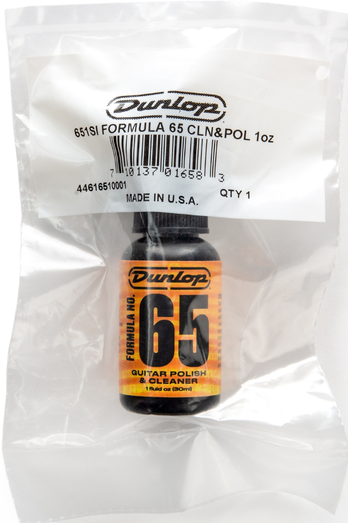 Dunlop
651SI FORMULA 65 CLN&POL 1oz
7 10137 01658 3
44616510001
QTY 1
MADE IN U.S.A.
Dunlop
FORMULA NO.
65
GUITAR POLISH
& CLEANER
1 fluid oz (30ml)